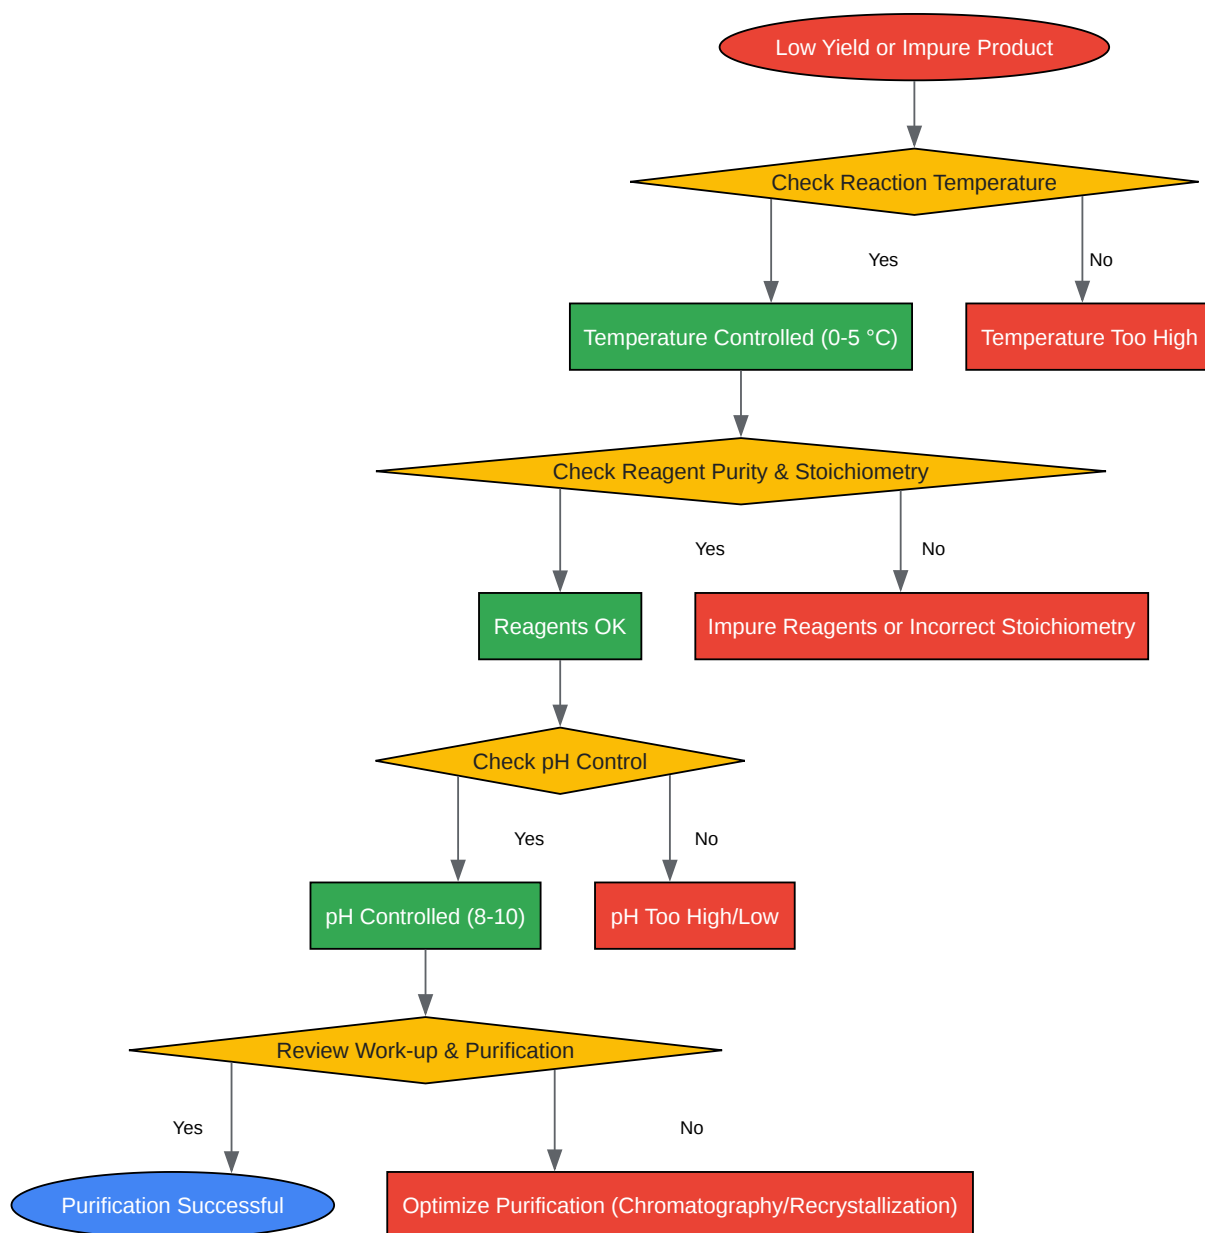 Low Yield or Impure Product
Check Reaction Temperature
Yes
No
Temperature Controlled (0-5 °C)
Temperature Too High
Check Reagent Purity & Stoichiometry
Yes
No
Reagents OK
Impure Reagents or Incorrect Stoichiometry
Check pH Control
Yes
No
pH Controlled (8-10)
pH Too High/Low
Review Work-up & Purification
Yes
No
Purification Successful
Optimize Purification (Chromatography/Recrystallization)